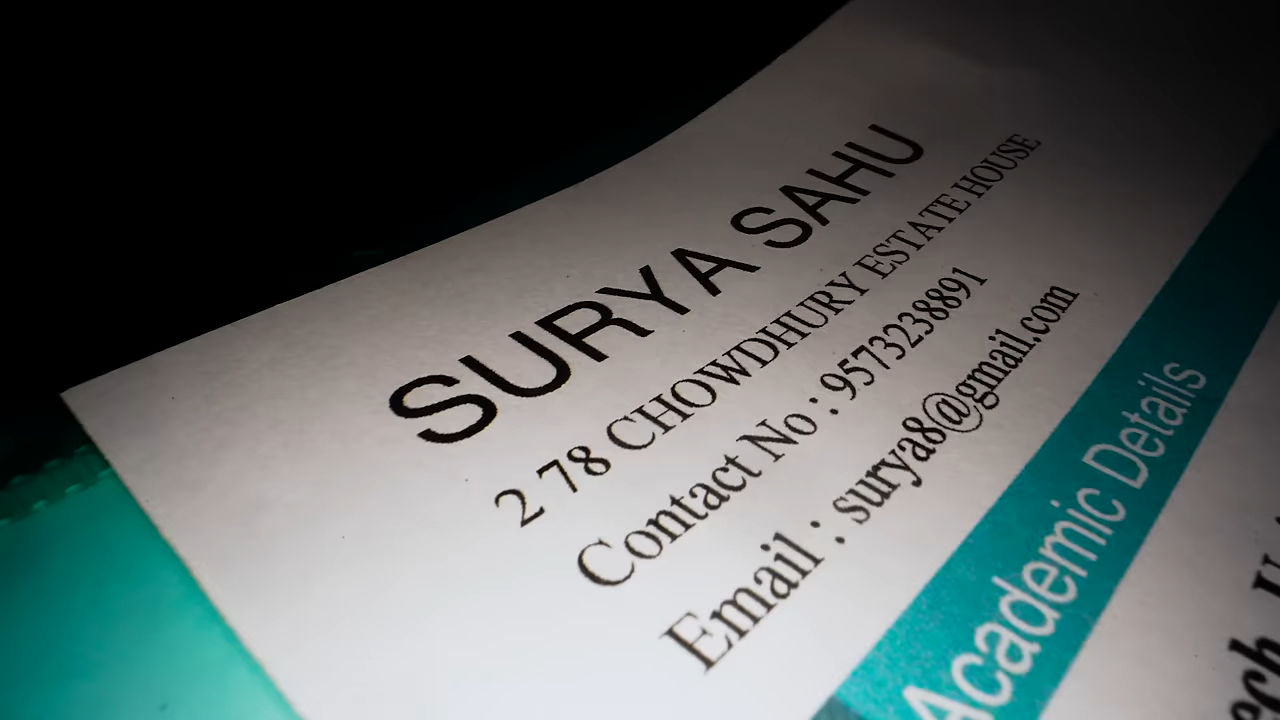 SURYA SAHU
2 78 CHOWDHURY ESTATE HOUSE
Contact No : 9573238891
Email : surya8@gmail.com
Academic Details